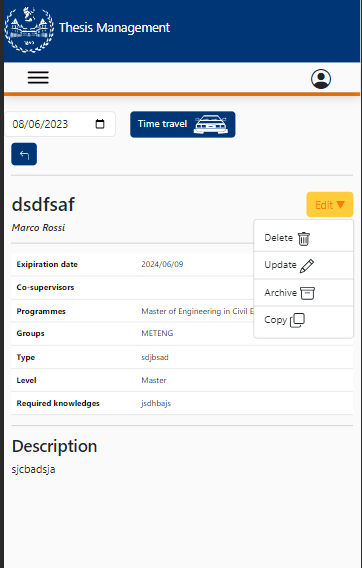 Thesis Management
08/06/2023
Time travel
dsdfsaf
Edit ▼
Marco Rossi
Delete
Update
Archive
Copy
Expiration date 2024/06/09
Co-supervisors
Programmes Master of Engineering in Civil E
Groups METENG
Type sdjbsad
Level Master
Required knowledges jsdhbajs
Description
sjcbadsja